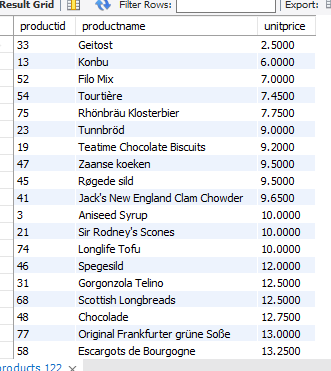 Result Grid Filter Rows: Export:
productid productname unitprice
33 Geitost 2.5000
13 Konbu 6.0000
52 Filo Mix 7.0000
54 Tourtière 7.4500
75 Rhönbräu Klosterbier 7.7500
23 Tunnbröd 9.0000
19 Teatime Chocolate Biscuits 9.2000
47 Zaanse koeken 9.5000
45 Røgede sild 9.5000
41 Jack's New England Clam Chowder 9.6500
3 Aniseed Syrup 10.0000
21 Sir Rodney's Scones 10.0000
74 Longlife Tofu 10.0000
46 Spegesild 12.0000
31 Gorgonzola Telino 12.5000
68 Scottish Longbreads 12.5000
48 Chocolade 12.7500
77 Original Frankfurter grüne Soße 13.0000
58 Escargots de Bourgogne 13.2500
products 122